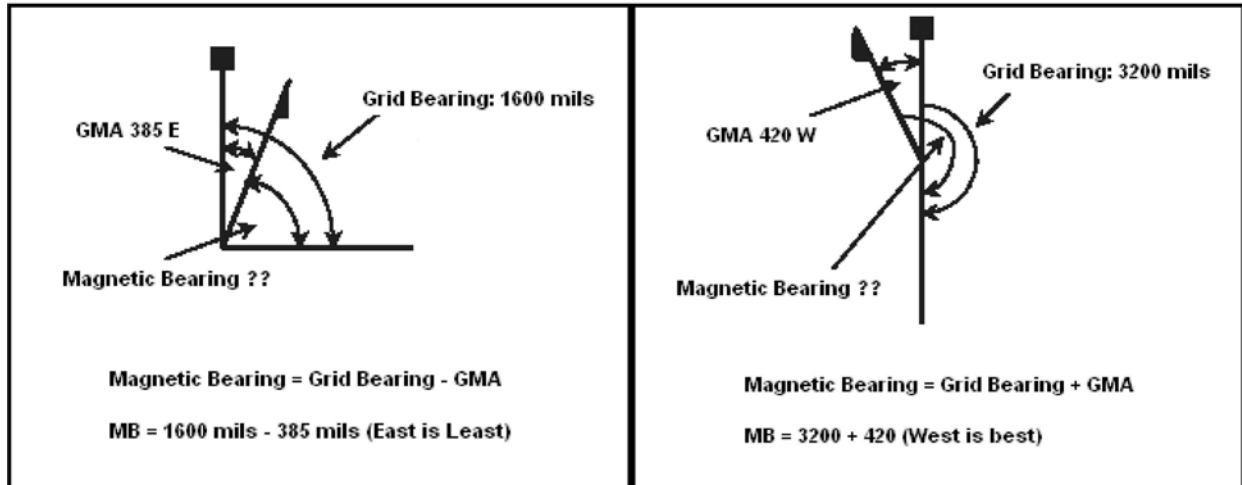 GMA 385 E
Grid Bearing: 1600 mils
Magnetic Bearing ??
Magnetic Bearing = Grid Bearing - GMA
MB = 1600 mils - 385 mils (East is Least)
GMA 420 W
Grid Bearing: 3200 mils
Magnetic Bearing ??
Magnetic Bearing = Grid Bearing + GMA
MB = 3200 + 420 (West is best)